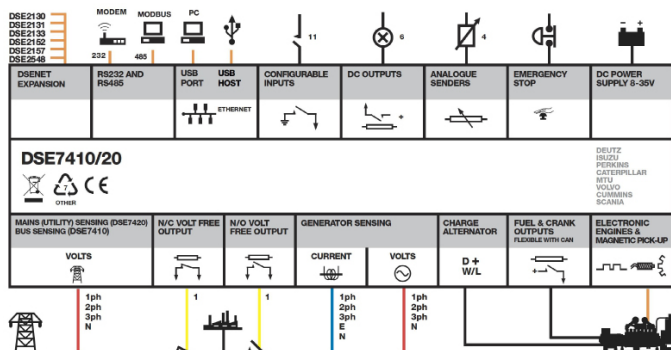 DSE2130
DSE2131
DSE2133
DSE2152
DSE2157
DSE2548
MODEM
MODBUS
PC
232
485
11
6
4
DSENET
EXPANSION
RS232 AND
RS485
USB
PORT
USB
HOST
ETHERNET
CONFIGURABLE
INPUTS
DC OUTPUTS
ANALOGUE
SENDERS
EMERGENCY
STOP
DC POWER
SUPPLY 8-35V
+
- +
DSE7410/20
7
OTHER
CE
DEUTZ
ISUZU
PERKINS
CATERPILLAR
MTU
VOLVO
CUMMINS
SCANIA
MAINS (UTILITY) SENSING (DSE7420)
BUS SENSING (DSE7410)
VOLTS
N/C VOLT FREE
OUTPUT
N/O VOLT
FREE OUTPUT
GENERATOR SENSING
CURRENT
VOLTS
CHARGE
ALTERNATOR
D+
W/L
FUEL & CRANK
OUTPUTS
FLEXIBLE WITH CAN
+
ELECTRONIC
ENGINES &
MAGNETIC PICK-UP
1ph
2ph
3ph
N
1
1
1ph
2ph
3ph
E
N
1ph
2ph
3ph
N